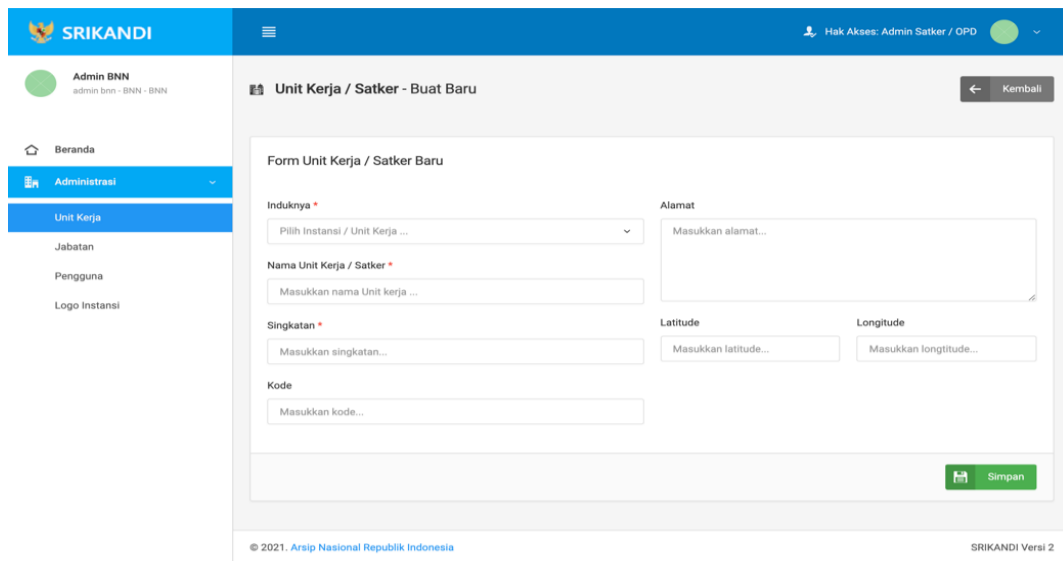 SRIKANDI
Hak Akses: Admin Satker / OPD
Admin BNN
admin bnn - BNN - BNN
Unit Kerja / Satker - Buat Baru
Kembali
Beranda
Administrasi
Unit Kerja
Jabatan
Pengguna
Logo Instansi
Form Unit Kerja / Satker Baru
Induknya *
Pilih Instansi / Unit Kerja ...
Nama Unit Kerja / Satker *
Masukkan nama Unit kerja ...
Singkatan *
Masukkan singkatan...
Kode
Masukkan kode...
Alamat
Masukkan alamat...
Latitude
Masukkan latitude...
Longitude
Masukkan longtitude...
Simpan
© 2021. Arsip Nasional Republik Indonesia
SRIKANDI Versi 2